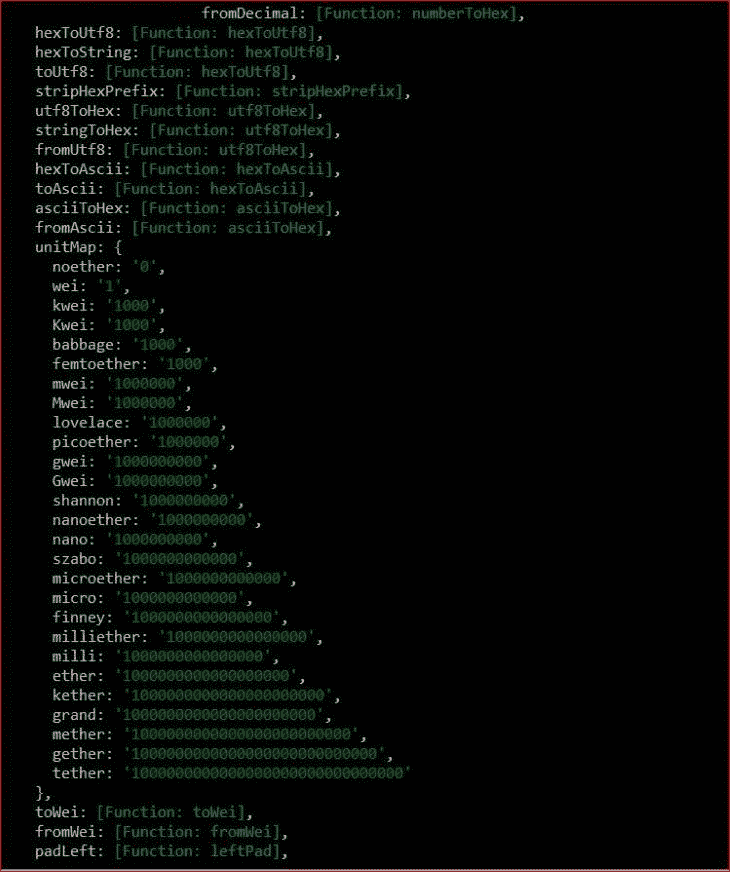 fromDecimal: [Function: numberToHex],
hexToUtf8: [Function: hexToUtf8],
hexToString: [Function: hexToUtf8],
toUtf8: [Function: hexToUtf8],
stripHexPrefix: [Function: stripHexPrefix],
utf8ToHex: [Function: utf8ToHex],
stringToHex: [Function: utf8ToHex],
fromUtf8: [Function: utf8ToHex],
hexToAscii: [Function: hexToAscii],
toAscii: [Function: hexToAscii],
asciiToHex: [Function: asciiToHex],
fromAscii: [Function: asciiToHex],
unitMap: {
noether: '0',
wei: '1',
kwei: '1000',
Kwei: '1000',
babbage: '1000',
femtoether: '1000',
mwei: '1000000',
Mwei: '1000000',
lovelace: '1000000',
picoether: '1000000',
gwei: '1000000000',
Gwei: '1000000000',
shannon: '1000000000',
nanoether: '1000000000',
nano: '1000000000',
szabo: '1000000000000',
microether: '1000000000000',
micro: '1000000000000',
finney: '1000000000000000',
milliether: '1000000000000000',
milli: '1000000000000000',
ether: '1000000000000000000',
kether: '1000000000000000000000',
grand: '1000000000000000000000',
mether: '1000000000000000000000000',
gether: '1000000000000000000000000000',
tether: '1000000000000000000000000000000'
},
toWei: [Function: toWei],
fromWei: [Function: fromWei],
padLeft: [Function: leftPad],